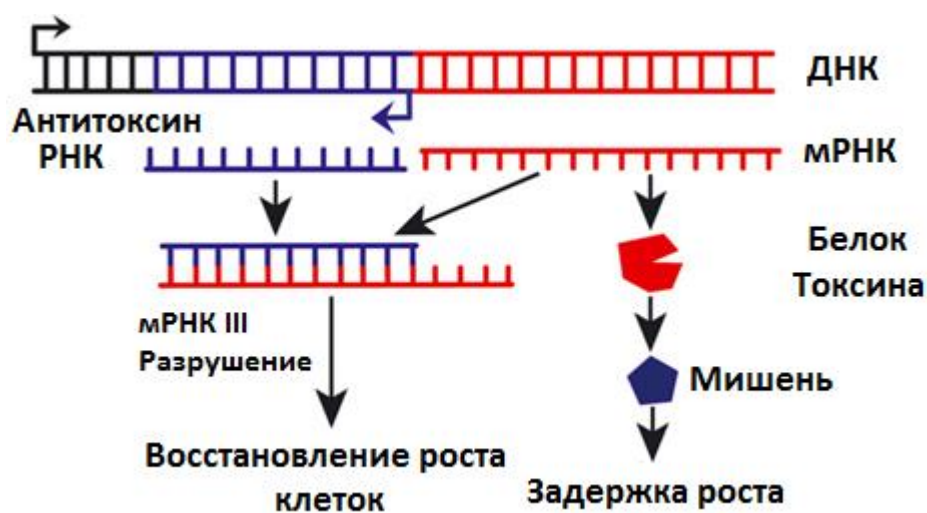 ДНК
Антитоксин
РНК
мРНК
Белок
Токсина
мРНК III
Разрушение
Мишень
Восстановление роста
клеток
Задержка роста